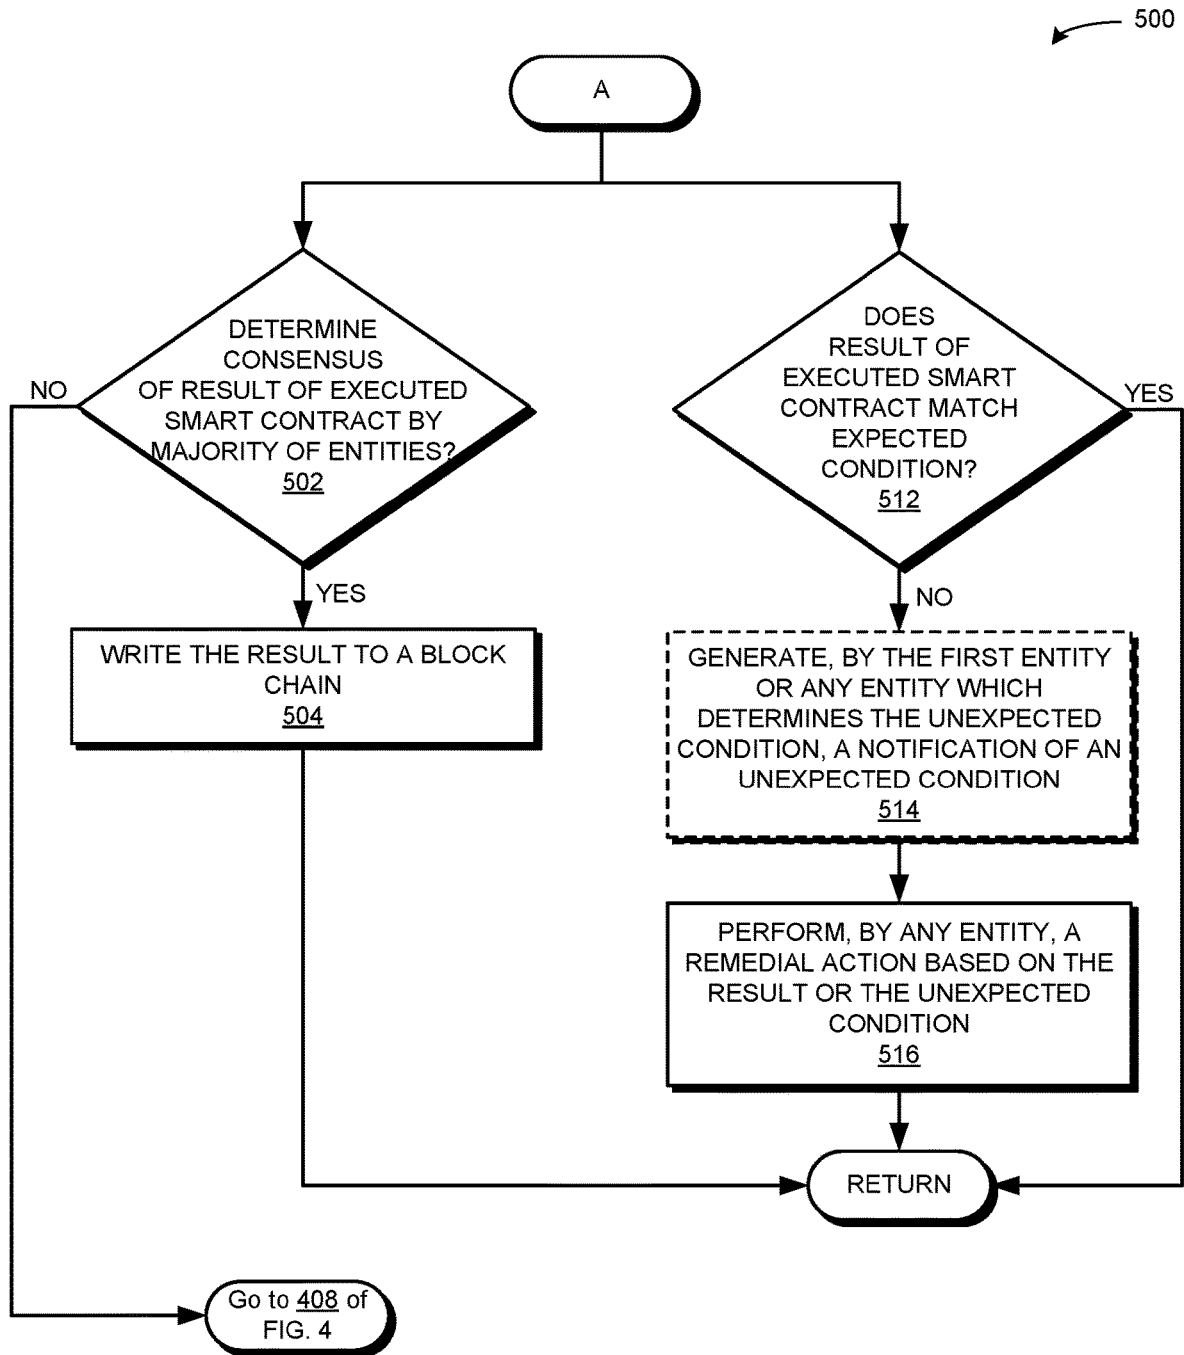 500
A
DETERMINE
CONSENSUS
OF RESULT OF EXECUTED
SMART CONTRACT BY
MAJORITY OF ENTITIES?
502
NO
YES
WRITE THE RESULT TO A BLOCK
CHAIN
504
DOES
RESULT OF
EXECUTED SMART
CONTRACT MATCH
EXPECTED
CONDITION?
512
YES
NO
GENERATE, BY THE FIRST ENTITY
OR ANY ENTITY WHICH
DETERMINES THE UNEXPECTED
CONDITION, A NOTIFICATION OF AN
UNEXPECTED CONDITION
514
PERFORM, BY ANY ENTITY, A
REMEDIAL ACTION BASED ON THE
RESULT OR THE UNEXPECTED
CONDITION
516
RETURN
Go to 408 of
FIG. 4